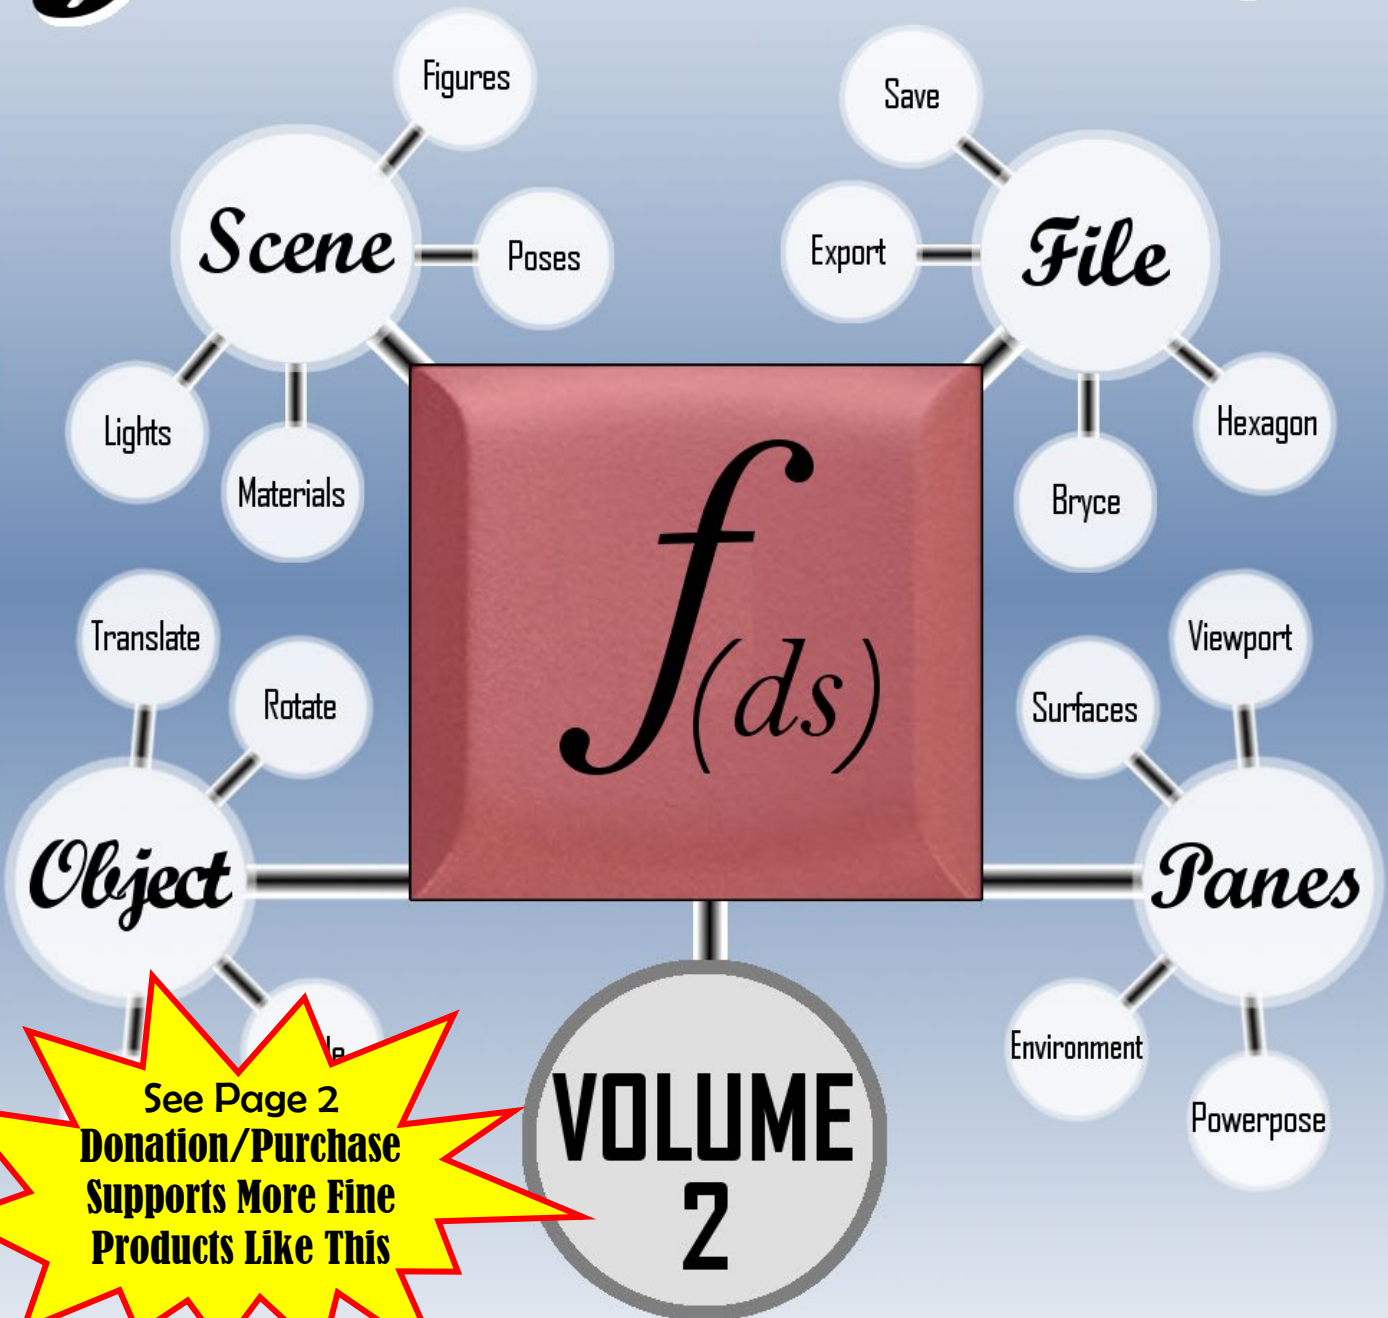 Figures
Save
Scene
Poses
Export
File
Lights
Materials
Bryce
Hexagon
f(ds)
Translate
Rotate
Surfaces
Viewport
Object
Panes
Environment
Powerpose
See Page 2
Donation/Purchase
Supports More Fine
Products Like This
VOLUME
2